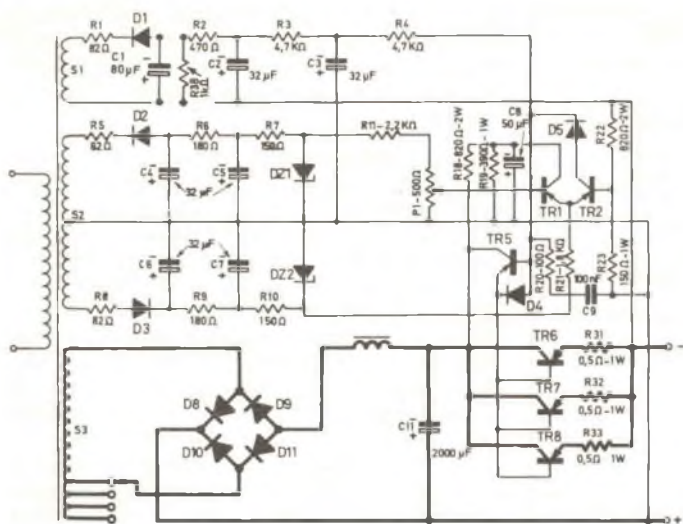 R1
82Ω
D1
C1
80µF
R2
470Ω
R38
1kΩ
C2
32µF
R3
4,7KΩ
C3
32µF
R4
4,7KΩ
S1
R5
82Ω
D2
C4
R6
180Ω
C5
32µF
R7
150Ω
DZ1
R11-2,2KΩ
P1-500Ω
R18-820Ω-2W
R19-390Ω-1W
C8
50µF
D5
R22
820Ω-2W
TR1
TR2
S2
32µF
C6
C7
DZ2
R8
82Ω
D3
R9
180Ω
R10
150Ω
TR5
D4
R20-100Ω
100nF
C9
R23
150Ω-1W
S3
D8
D9
D10
D11
C11
2000µF
TR6
R31
0,5Ω-1W
TR7
R32
0,5Ω-1W
TR8
R33
0,5Ω 1W
-
+